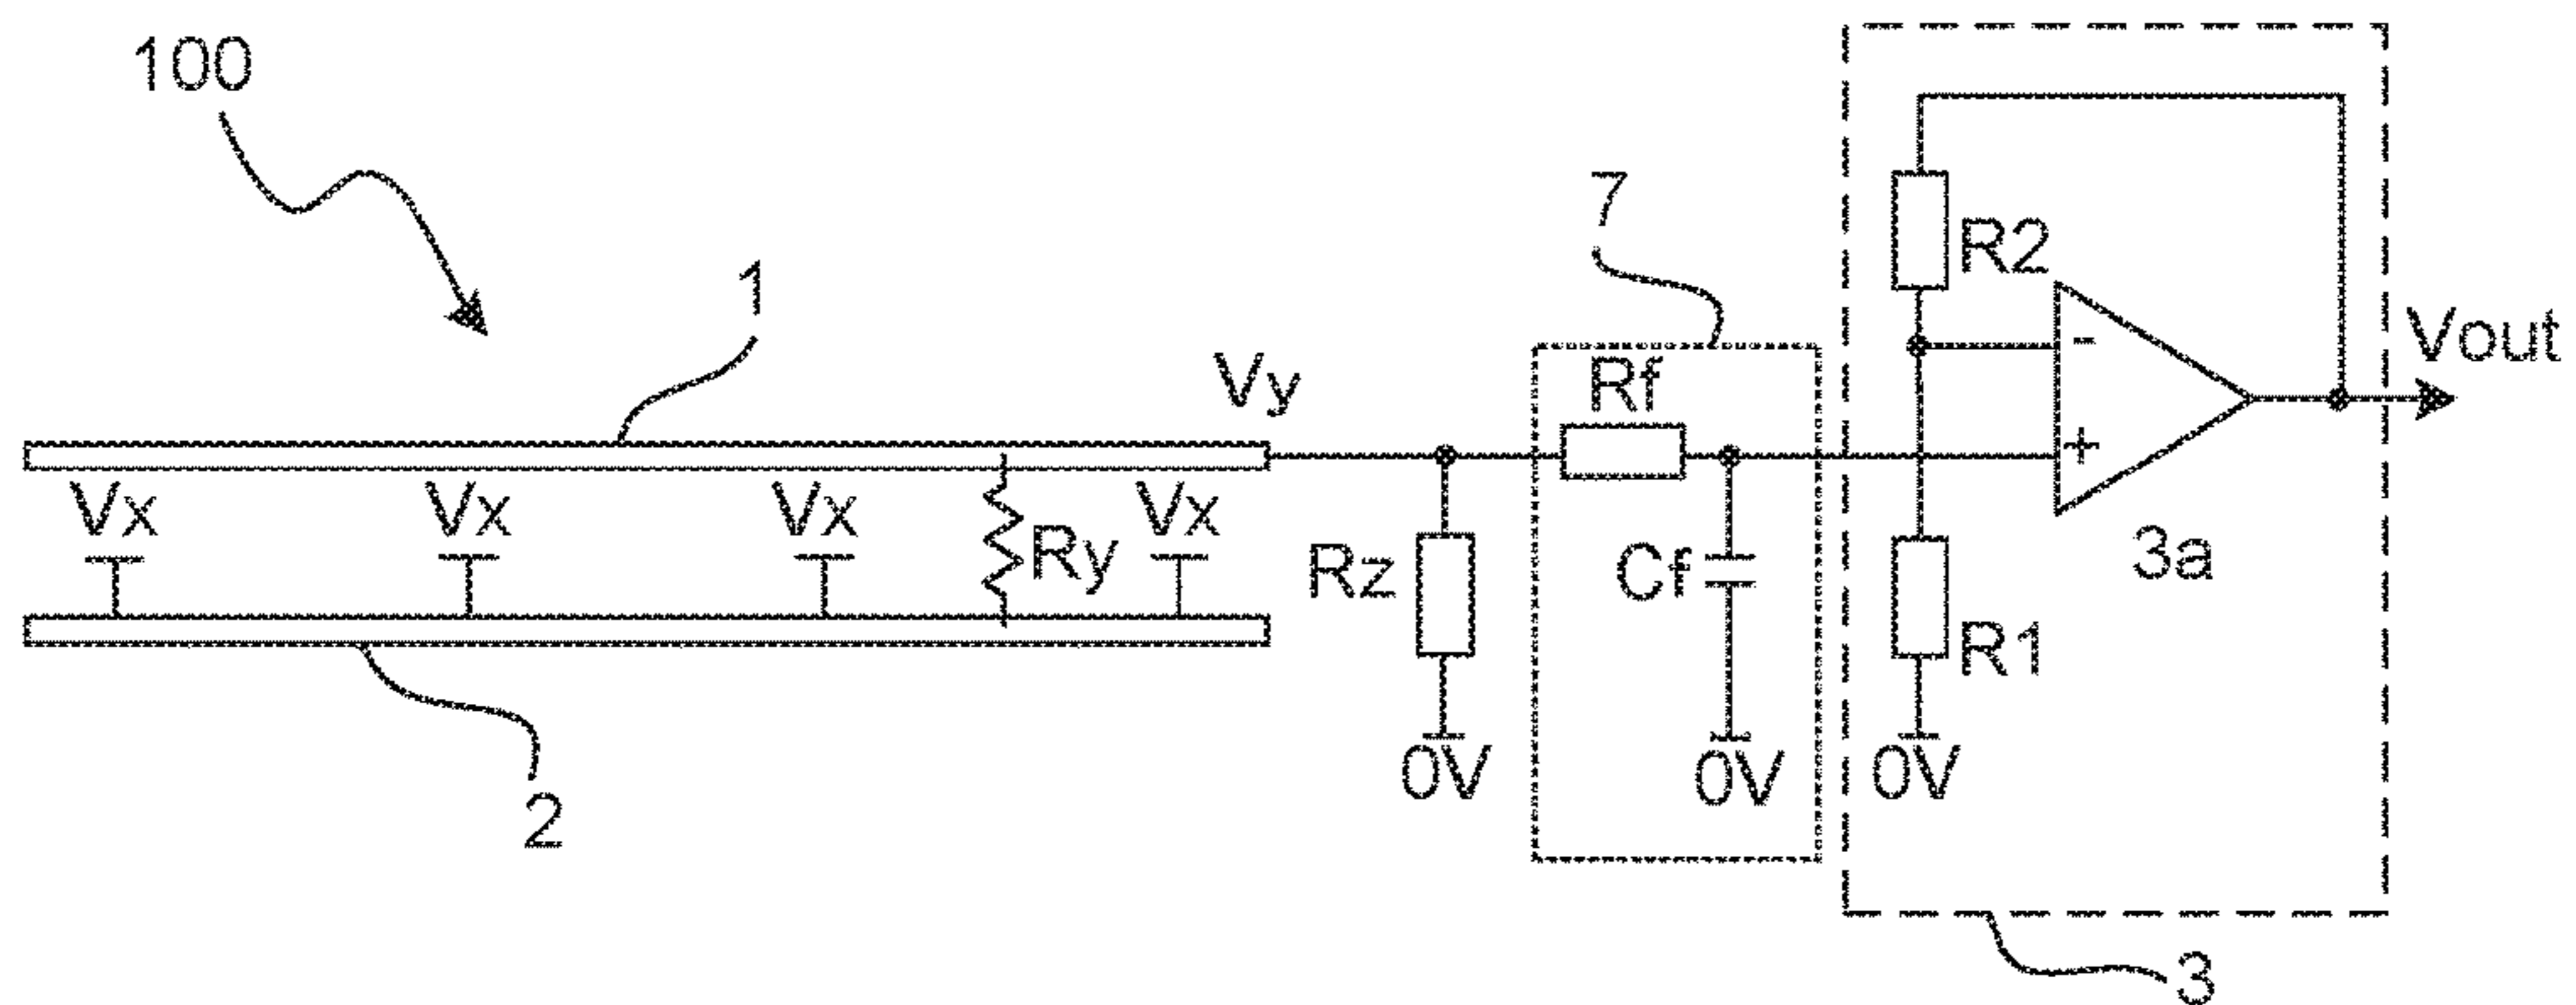 100
7
R2
1
Vout
Vy
Rf
-
+
Vx Vx Vx Vx
Ry
Rz
Cf
3a
R1
0V 0V 0V
2
3